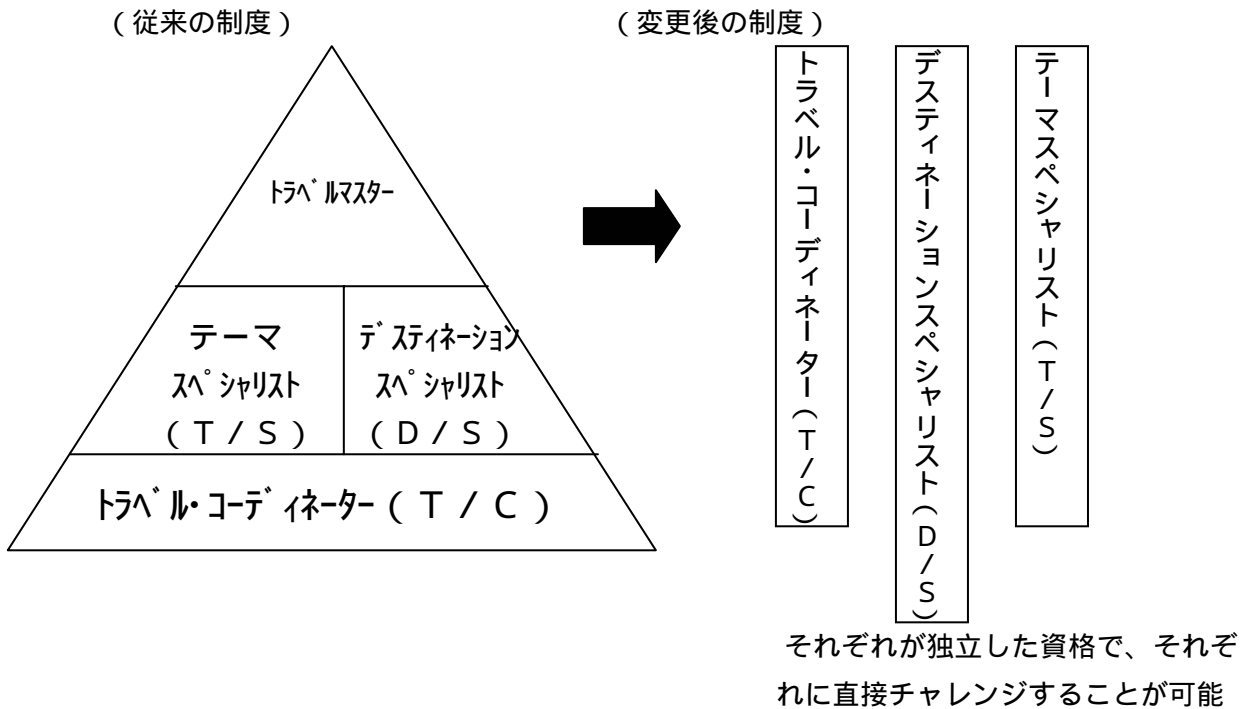 （従来の制度）
（変更後の制度）
ﾄﾗﾍﾞﾙﾏｽﾀｰ
テーマ
ｽﾍﾟｼｬﾘｽﾄ
（Ｔ／Ｓ）
ﾃﾞｽﾃｨﾈｰｼｮﾝ
ｽﾍﾟｼｬﾘｽﾄ
（Ｄ／Ｓ）
ﾄﾗﾍﾞﾙ･ｺｰﾃﾞｨﾈｰﾀｰ（Ｔ／Ｃ）
トラベル・コーディネーター（Ｔ/Ｃ）
デスティネーションスペシャリスト（Ｄ/Ｓ）
テーマスペシャリスト（Ｔ/Ｓ）
それぞれが独立した資格で、それぞ
れに直接チャレンジすることが可能